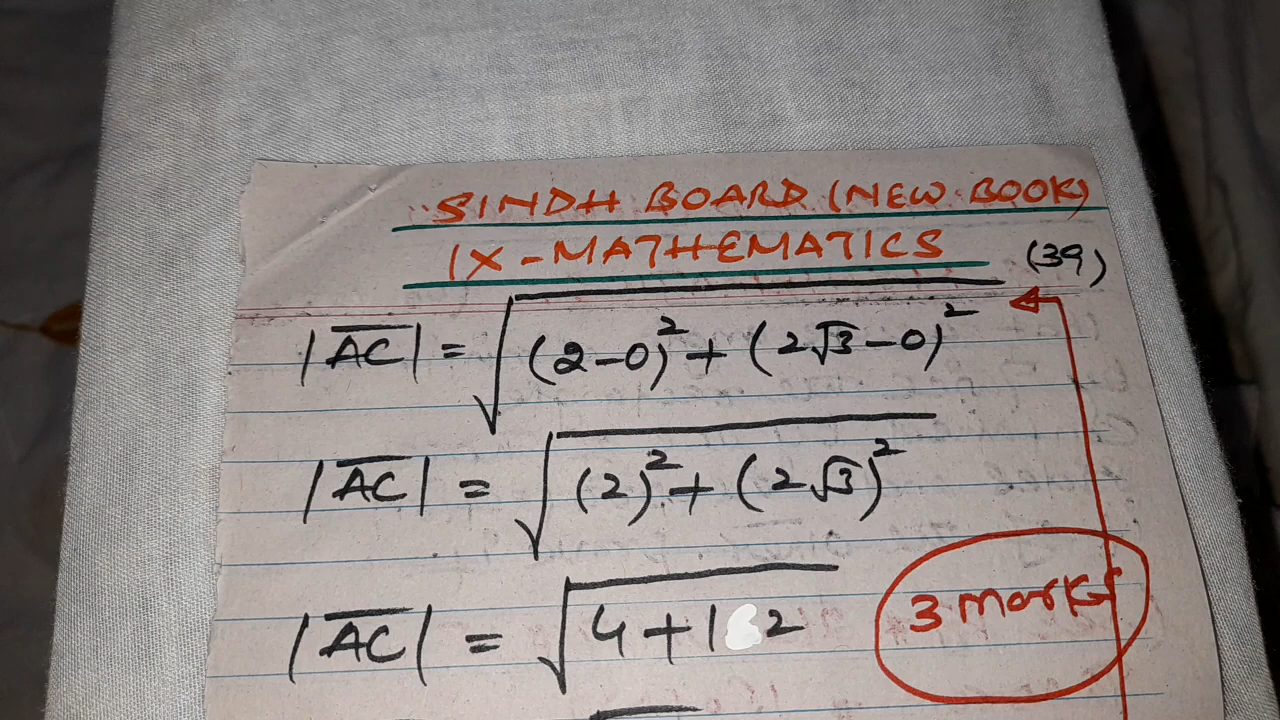 SINDH BOARD (NEW BOOK)
IX-MATHEMATICS
(39)
|AC| = √(2-0)² + (2√3-0)²
|AC| = √(2)² + (2√3)²
|AC| = √4+1 2
3 marks